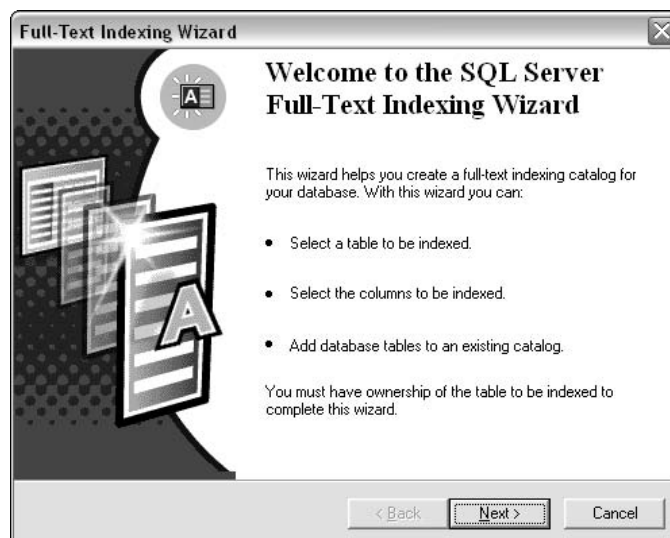 Full-Text Indexing Wizard
A
Welcome to the SQL Server
Full-Text Indexing Wizard
This wizard helps you create a full-text indexing catalog for
your database. With this wizard you can:
• Select a table to be indexed.
• Select the columns to be indexed.
• Add database tables to an existing catalog.
A
You must have ownership of the table to be indexed to
complete this wizard.
< Back
Next >
Cancel